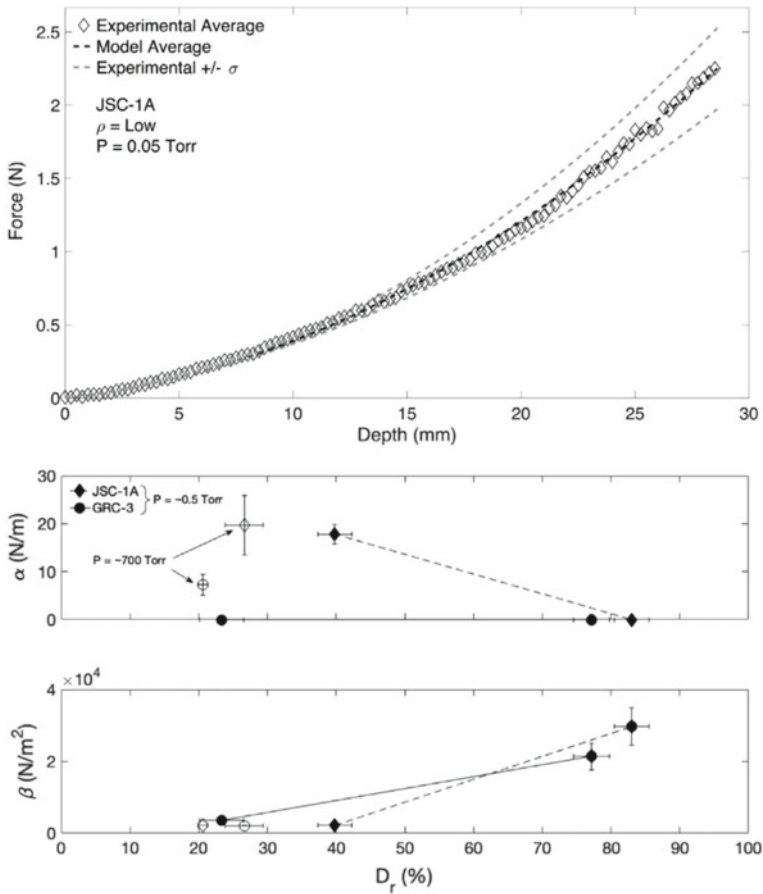 2.5
2
1.5
1
0.5
0
Force (N)
Experimental Average
Model Average
Experimental +/- σ
JSC-1A
ρ = Low
P = 0.05 Torr
0 5 10 15 20 25 30
Depth (mm)
30
20
10
0
α (N/m)
JSC-1A
GRC-3
} P = ~0.5 Torr
P = ~700 Torr
×10⁴
4
2
0
β (N/m²)
0 10 20 30 40 50 60 70 80 90 100
Dᵣ (%)